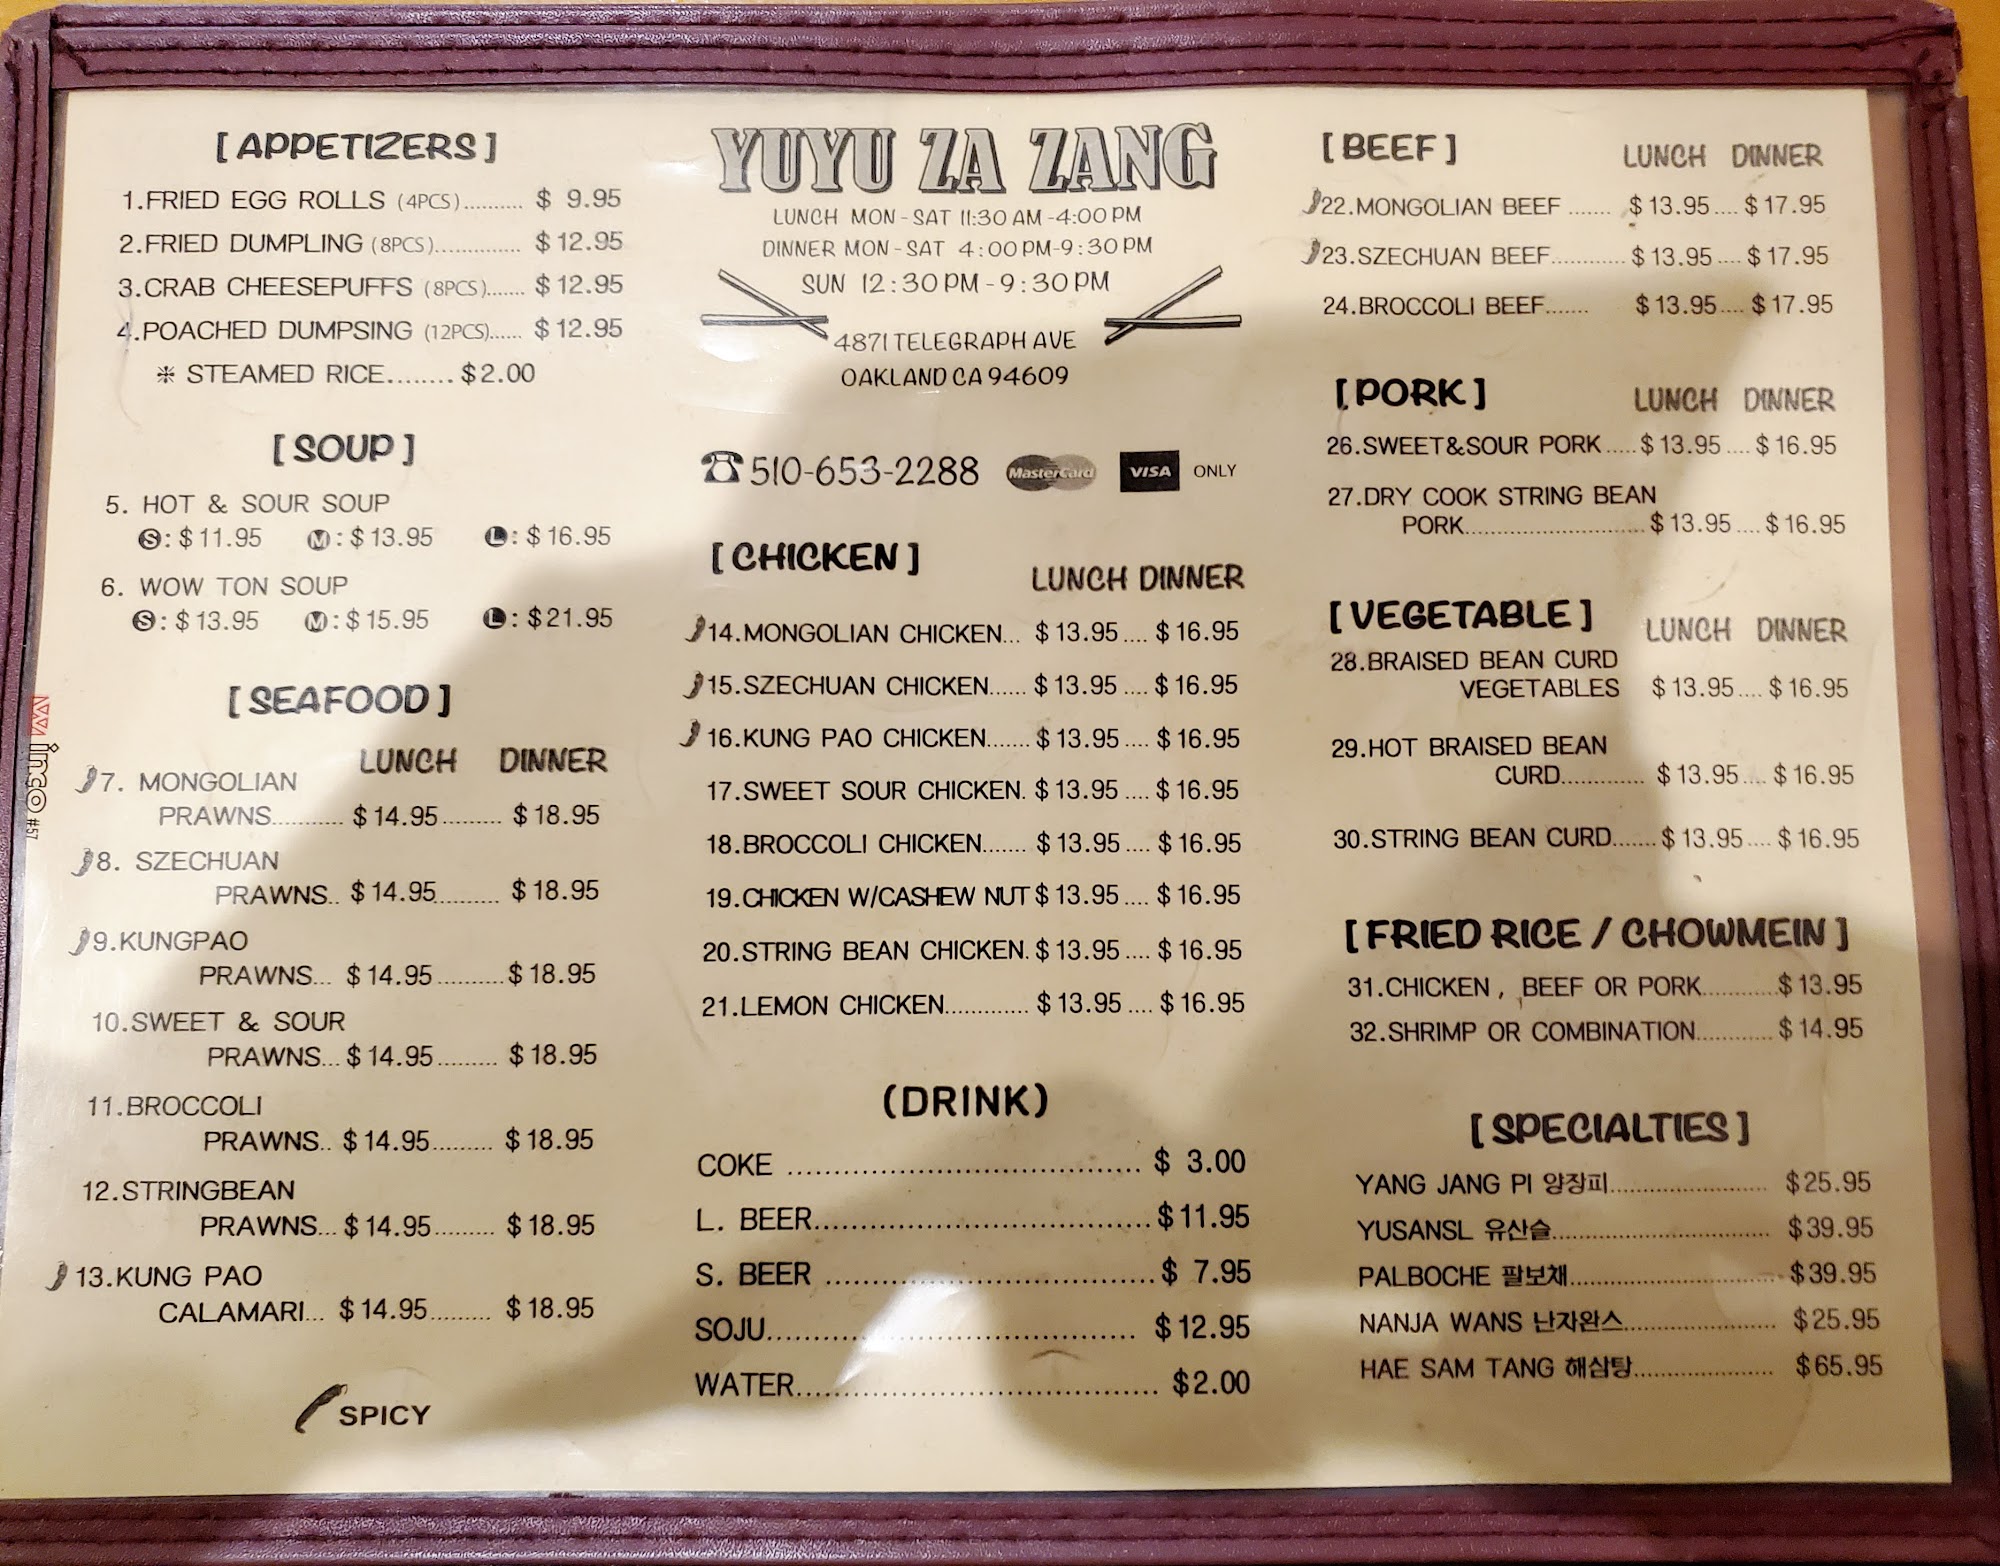 [APPETIZERS]
1.FRIED EGG ROLLS (4PCS).......... $ 9.95
2.FRIED DUMPLING (8PCS)............... $12.95
3.CRAB CHEESEPUFFS (8PCS)....... $12.95
4.POACHED DUMPSING (12PCS)...... $12.95
※ STEAMED RICE........ $2.00
[SOUP]
5. HOT & SOUR SOUP
S: $11.95 M: $13.95 L: $16.95
6. WOW TON SOUP
S: $13.95 M: $15.95 L: $21.95
[SEAFOOD]
LUNCH DINNER
7. MONGOLIAN
PRAWNS............ $14.95.......... $18.95
8. SZECHUAN
PRAWNS.. $14.95........... $18.95
9.KUNGPAO
PRAWNS... $14.95...........$18.95
10.SWEET & SOUR
PRAWNS... $14.95.......... $18.95
11.BROCCOLI
PRAWNS.. $14.95.......... $18.95
12.STRINGBEAN
PRAWNS... $14.95.......... $18.95
13.KUNG PAO
CALAMARI... $14.95.......... $18.95
SPICY
ingo #57
YUYU ZA ZANG
LUNCH MON-SAT 11:30 AM-4:00 PM
DINNER MON-SAT 4:00 PM-9:30 PM
SUN 12:30 PM-9:30 PM
4871 TELEGRAPH AVE
OAKLAND CA 94609
☎510-653-2288 MasterCard VISA ONLY
[CHICKEN]
LUNCH DINNER
14.MONGOLIAN CHICKEN... $13.95.... $16.95
15.SZECHUAN CHICKEN...... $13.95.... $16.95
16.KUNG PAO CHICKEN....... $13.95.... $16.95
17.SWEET SOUR CHICKEN. $13.95.... $16.95
18.BROCCOLI CHICKEN....... $13.95.... $16.95
19.CHICKEN W/CASHEW NUT $13.95.... $16.95
20.STRING BEAN CHICKEN. $13.95.... $16.95
21.LEMON CHICKEN............. $13.95.... $16.95
(DRINK)
COKE ...................................... $ 3.00
L. BEER.................................... $11.95
S. BEER ................................... $ 7.95
SOJU........................................ $12.95
WATER....................................... $2.00
[BEEF] LUNCH DINNER
22.MONGOLIAN BEEF ....... $13.95.... $17.95
23.SZECHUAN BEEF............ $13.95.... $17.95
24.BROCCOLI BEEF....... $13.95.... $17.95
[PORK] LUNCH DINNER
26.SWEET&SOUR PORK..... $13.95.... $16.95
27.DRY COOK STRING BEAN
PORK.............................. $13.95.... $16.95
[VEGETABLE] LUNCH DINNER
28.BRAISED BEAN CURD
VEGETABLES $13.95.... $16.95
29.HOT BRAISED BEAN
CURD.............. $13.95.... $16.95
30.STRING BEAN CURD....... $13.95.... $16.95
[FRIED RICE / CHOWMEIN]
31.CHICKEN , BEEF OR PORK............$13.95
32.SHRIMP OR COMBINATION............. $14.95
[SPECIALTIES]
YANG JANG PI 양장피.......................... $25.95
YUSANSL 유산슬.................................... $39.95
PALBOCHE 팔보채...................................$39.95
NANJA WANS 난자완스......................... $25.95
HAE SAM TANG 해삼탕....................... $65.95